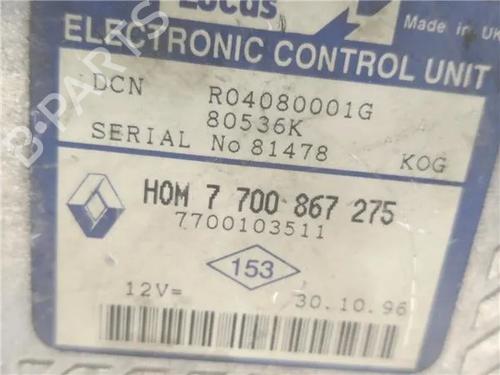 Lucas
Made in UK
ELECTRONIC CONTROL UNIT
DCN R04080001G
80536K
SERIAL No 81478 KOG
HOM 7 700 867 275
7700103511
153
12V= 30.10.96
B-PARTS